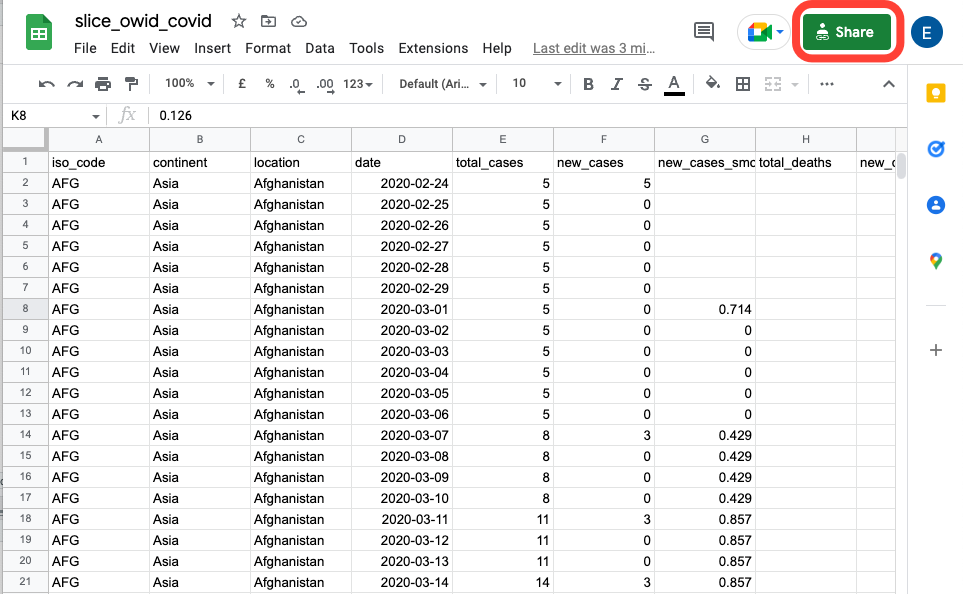 slice_owid_covid
File Edit View Insert Format Data Tools Extensions Help Last edit was 3 mi…
Share
E
100% £ % .0 .00 123 Default (Ari... 10 B I S A
K8 fx 0.126
A B C D E F G H
1 iso_code continent location date total_cases new_cases new_cases_smo total_deaths new_c
2 AFG Asia Afghanistan 2020-02-24 5 5
3 AFG Asia Afghanistan 2020-02-25 5 0
4 AFG Asia Afghanistan 2020-02-26 5 0
5 AFG Asia Afghanistan 2020-02-27 5 0
6 AFG Asia Afghanistan 2020-02-28 5 0
7 AFG Asia Afghanistan 2020-02-29 5 0
8 AFG Asia Afghanistan 2020-03-01 5 0 0.714
9 AFG Asia Afghanistan 2020-03-02 5 0 0
10 AFG Asia Afghanistan 2020-03-03 5 0 0
11 AFG Asia Afghanistan 2020-03-04 5 0 0
12 AFG Asia Afghanistan 2020-03-05 5 0 0
13 AFG Asia Afghanistan 2020-03-06 5 0 0
14 AFG Asia Afghanistan 2020-03-07 8 3 0.429
15 AFG Asia Afghanistan 2020-03-08 8 0 0.429
16 AFG Asia Afghanistan 2020-03-09 8 0 0.429
17 AFG Asia Afghanistan 2020-03-10 8 0 0.429
18 AFG Asia Afghanistan 2020-03-11 11 3 0.857
19 AFG Asia Afghanistan 2020-03-12 11 0 0.857
20 AFG Asia Afghanistan 2020-03-13 11 0 0.857
21 AFG Asia Afghanistan 2020-03-14 14 3 0.857